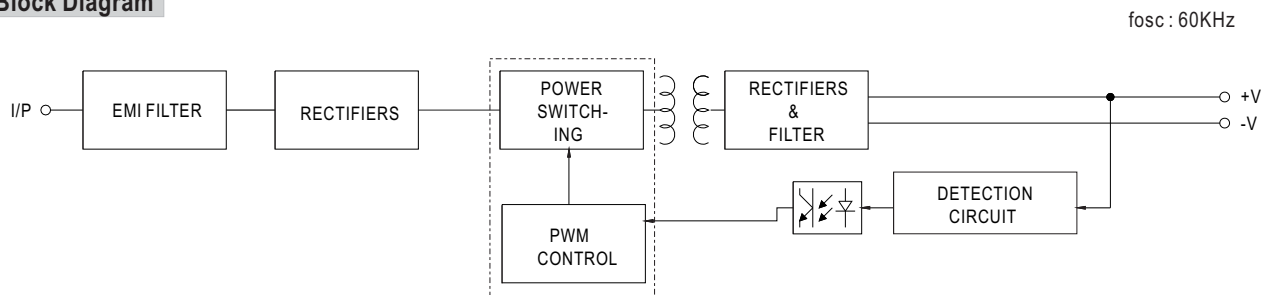 Block Diagram
fosc : 60KHz
I/P
EMI FILTER
RECTIFIERS
POWER
SWITCH-
ING
RECTIFIERS
&
FILTER
+V
-V
DETECTION
CIRCUIT
PWM
CONTROL